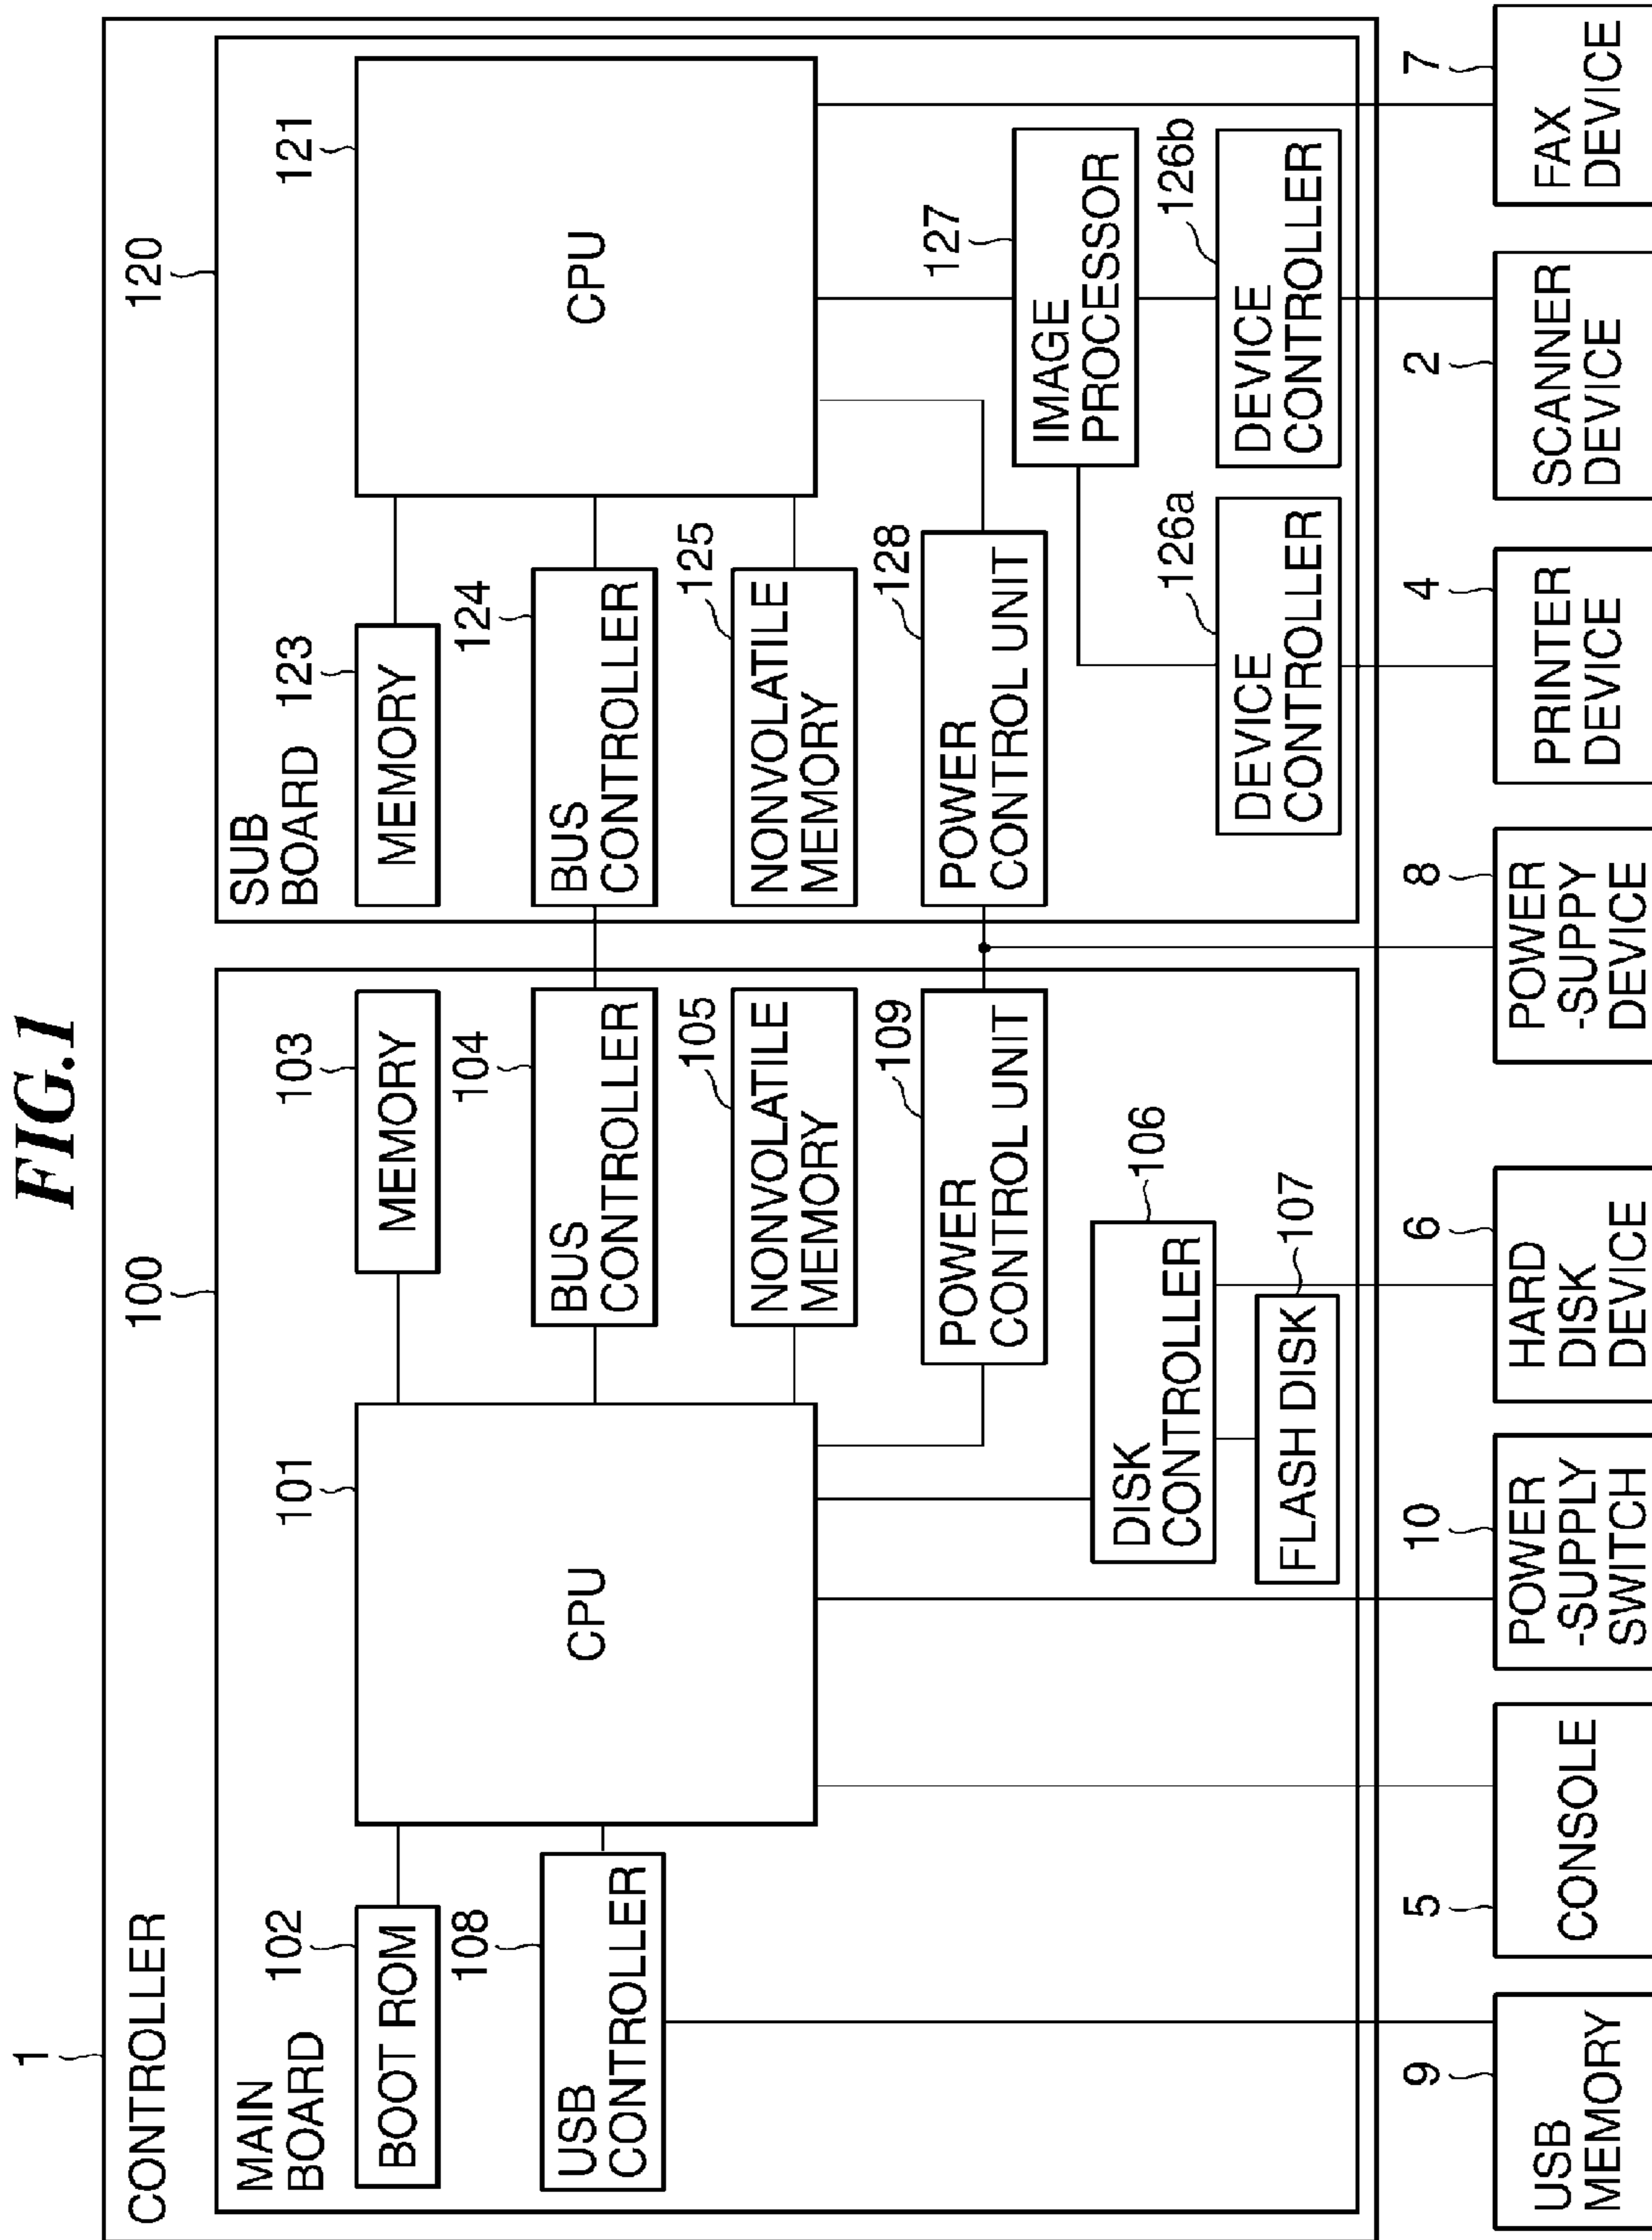 FIG.1
1
CONTROLLER
100
120
MAIN
BOARD
SUB
BOARD
102
BOOT ROM
101
CPU
103
MEMORY
123
MEMORY
121
CPU
108
USB
CONTROLLER
104
BUS
CONTROLLER
124
BUS
CONTROLLER
105
NONVOLATILE
MEMORY
125
NONVOLATILE
MEMORY
109
POWER
CONTROL UNIT
128
POWER
CONTROL UNIT
127
IMAGE
PROCESSOR
106
DISK
CONTROLLER
107
FLASH DISK
126a
DEVICE
CONTROLLER
126b
DEVICE
CONTROLLER
9
USB
MEMORY
5
CONSOLE
10
POWER
-SUPPLY
SWITCH
6
HARD
DISK
DEVICE
8
POWER
-SUPPY
DEVICE
4
PRINTER
DEVICE
2
SCANNER
DEVICE
7
FAX
DEVICE